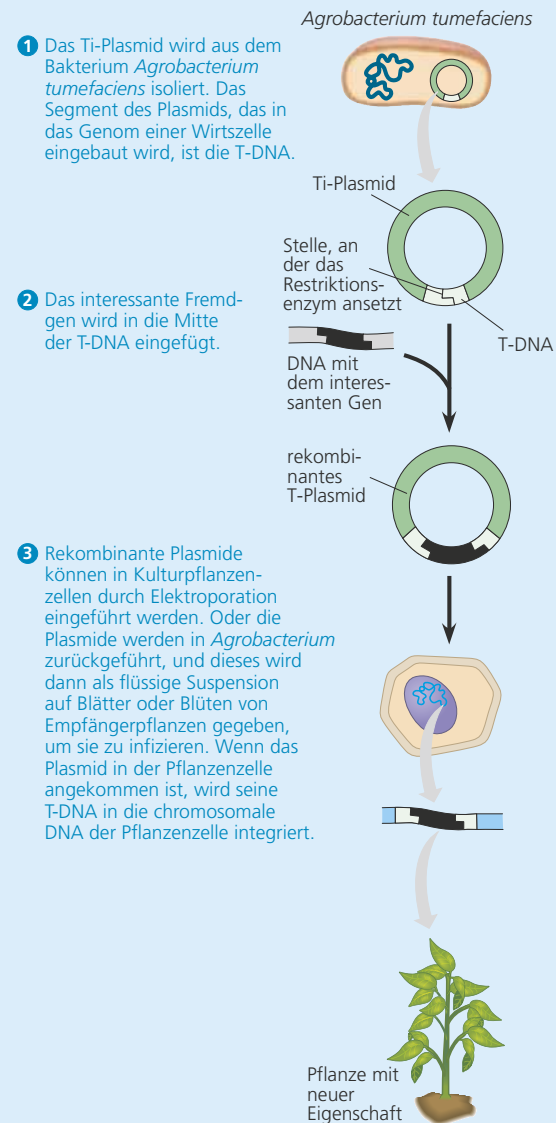 Agrobacterium tumefaciens
1 Das Ti-Plasmid wird aus dem
Bakterium Agrobacterium
tumefaciens isoliert. Das
Segment des Plasmids, das in
das Genom einer Wirtszelle
eingebaut wird, ist die T-DNA.
Ti-Plasmid
Stelle, an
der das
Restriktions-
enzym ansetzt
T-DNA
2 Das interessante Fremd-
gen wird in die Mitte
der T-DNA eingefügt.
DNA mit
dem interes-
santen Gen
rekombi-
nantes
T-Plasmid
3 Rekombinante Plasmide
können in Kulturpflanzen-
zellen durch Elektroporation
eingeführt werden. Oder die
Plasmide werden in Agrobacterium
zurückgeführt, und dieses wird
dann als flüssige Suspension
auf Blätter oder Blüten von
Empfängerpflanzen gegeben,
um sie zu infizieren. Wenn das
Plasmid in der Pflanzenzelle
angekommen ist, wird seine
T-DNA in die chromosomale
DNA der Pflanzenzelle integriert.
Pflanze mit
neuer
Eigenschaft